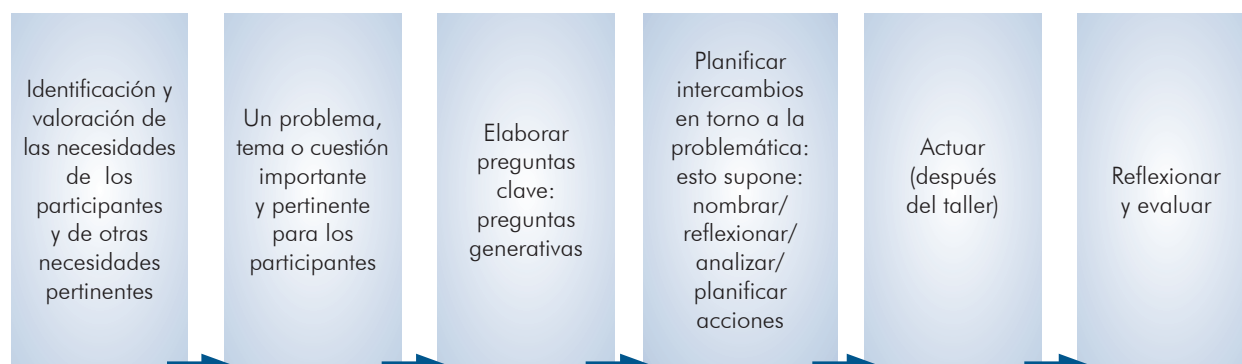 Identificación y
valoración de
las necesidades
de los
participantes
y de otras
necesidades
pertinentes
Un problema,
tema o cuestión
importante
y pertinente
para los
participantes
Elaborar
preguntas
clave:
preguntas
generativas
Planificar
intercambios
en torno a la
problemática:
esto supone:
nombrar/
reflexionar/
analizar/
planificar
acciones
Actuar
(después
del taller)
Reflexionar
y evaluar